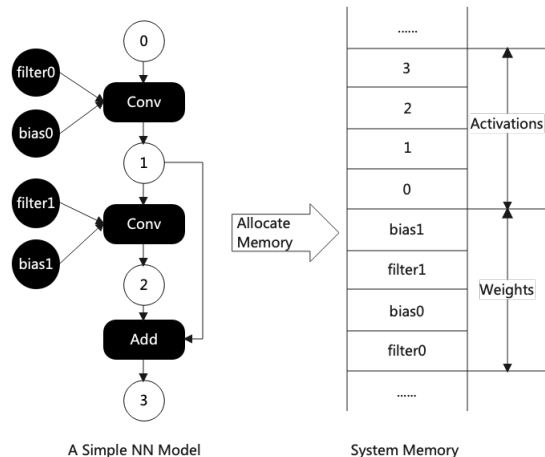 0
filter0
Conv
bias0
1
filter1
Conv
bias1
2
Add
3
A Simple NN Model
Allocate
Memory
......
3
2
1
0
bias1
filter1
bias0
filter0
......
Activations
Weights
System Memory